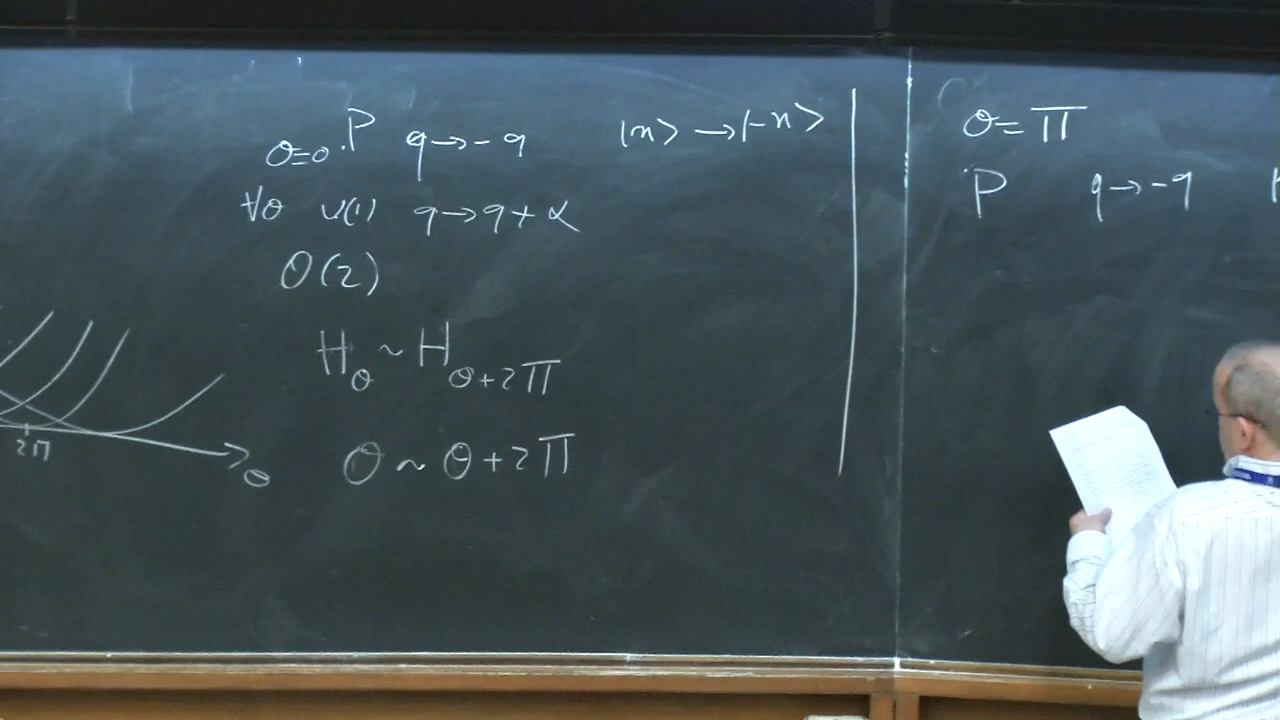 θ=0 P q→-q |n>→|-n>
∀θ U(1) q→q+α
O(2)
H_θ ~ H_θ+2π
θ ~ θ+2π
2π
θ
θ=π
P q→-q